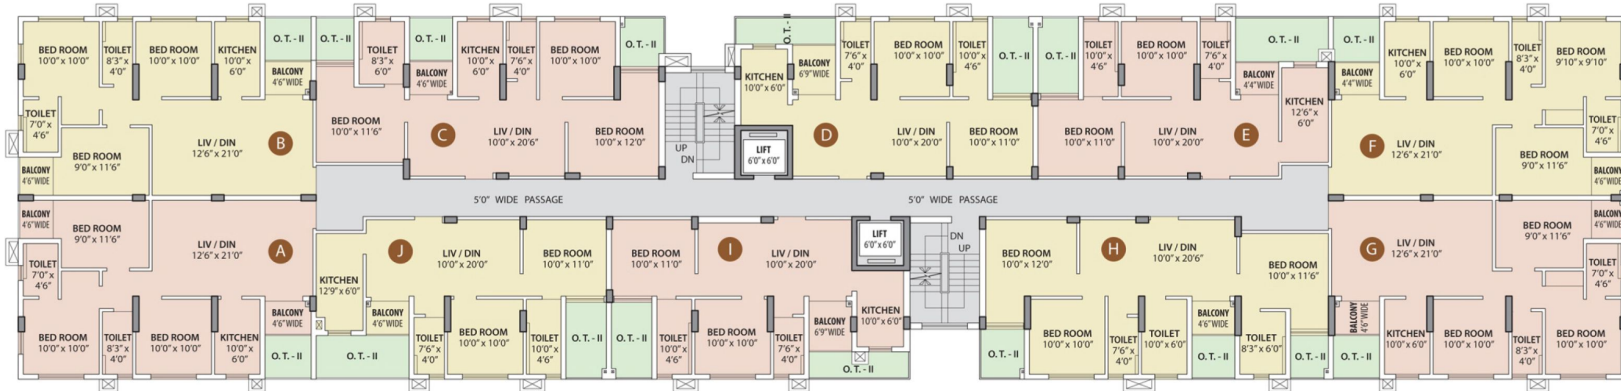 BED ROOM
10'0" x 10'0"
TOILET
8'3" x
4'0"
BED ROOM
10'0" x 10'0"
KITCHEN
10'0" x
6'0"
O. T. - II
BALCONY
4'6" WIDE
TOILET
7'0" x
4'6"
BED ROOM
9'0" x 11'6"
BALCONY
4'6" WIDE
LIV / DIN
12'6" x 21'0"
B
O. T. - II
TOILET
8'3" x
6'0"
O. T. - II
BALCONY
4'6" WIDE
KITCHEN
10'0" x
6'0"
TOILET
7'6" x
4'0"
BED ROOM
10'0" x 10'0"
O. T. - II
BED ROOM
10'0" x 11'6"
C
LIV / DIN
10'0" x 20'6"
BED ROOM
10'0" x 12'0"
UP
DN
LIFT
6'0" x 6'0"
O. T. - II
KITCHEN
10'0" x 6'0"
BALCONY
6'9" WIDE
TOILET
7'6" x
4'0"
BED ROOM
10'0" x 10'0"
TOILET
10'0" x
4'6"
O. T. - II
D
LIV / DIN
10'0" x 20'0"
BED ROOM
10'0" x 11'0"
O. T. - II
TOILET
10'0" x
4'6"
BED ROOM
10'0" x 10'0"
TOILET
7'6" x
4'0"
O. T. - II
BALCONY
4'4" WIDE
KITCHEN
12'6" x
6'0"
BED ROOM
10'0" x 11'0"
LIV / DIN
10'0" x 20'0"
E
O. T. - II
BALCONY
4'4" WIDE
KITCHEN
10'0" x
6'0"
BED ROOM
10'0" x 10'0"
TOILET
8'3" x
4'0"
BED ROOM
9'10" x 9'10"
TOILET
7'0" x
4'6"
F
LIV / DIN
12'6" x 21'0"
BED ROOM
9'0" x 11'6"
BALCONY
4'6" WIDE
5'0" WIDE PASSAGE
5'0" WIDE PASSAGE
BALCONY
4'6" WIDE
BED ROOM
9'0" x 11'6"
TOILET
7'0" x
4'6"
LIV / DIN
12'6" x 21'0"
A
BED ROOM
10'0" x 10'0"
TOILET
8'3" x
4'0"
BED ROOM
10'0" x 10'0"
KITCHEN
10'0" x
6'0"
BALCONY
4'6" WIDE
O. T. - II
J
LIV / DIN
10'0" x 20'0"
BED ROOM
10'0" x 11'0"
KITCHEN
12'9" x 6'0"
BALCONY
4'6" WIDE
O. T. - II
TOILET
7'6" x
4'0"
BED ROOM
10'0" x 10'0"
TOILET
10'0" x
4'6"
O. T. - II
BED ROOM
10'0" x 11'0"
I
LIV / DIN
10'0" x 20'0"
O. T. - II
TOILET
10'0" x
4'6"
BED ROOM
10'0" x 10'0"
TOILET
7'6" x
4'0"
BALCONY
6'9" WIDE
KITCHEN
10'0" x 6'0"
O. T. - II
LIFT
6'0" x 6'0"
DN
UP
BED ROOM
10'0" x 12'0"
H
LIV / DIN
10'0" x 20'6"
BED ROOM
10'0" x 11'6"
O. T. - II
BED ROOM
10'0" x 10'0"
TOILET
7'6" x
4'0"
TOILET
10'0" x 6'0"
BALCONY
4'6" WIDE
O. T. - II
TOILET
8'3" x 6'0"
O. T. - II
G
LIV / DIN
12'6" x 21'0"
BED ROOM
9'0" x 11'6"
BALCONY
4'6" WIDE
TOILET
7'0" x
4'6"
BALCONY
4'6" WIDE
O. T. - II
KITCHEN
10'0" x 6'0"
BED ROOM
10'0" x 10'0"
TOILET
8'3" x
4'0"
BED ROOM
10'0" x 10'0"